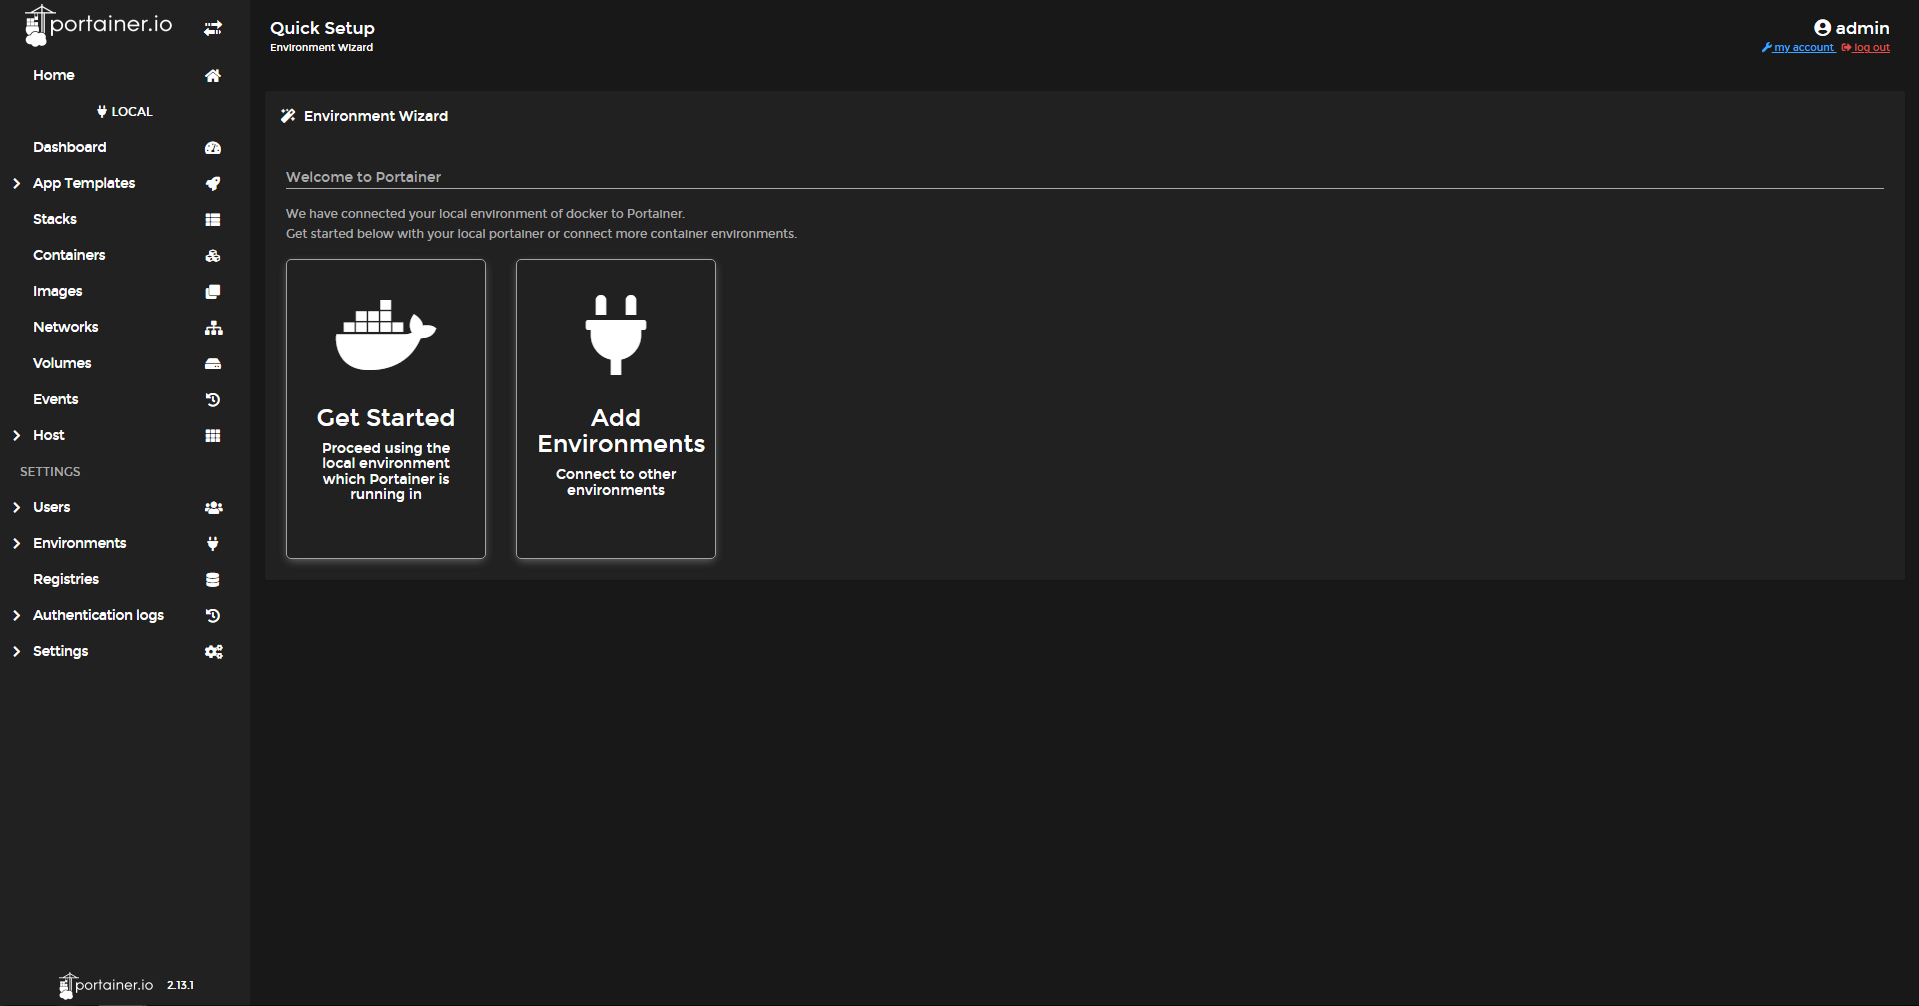 portainer.io
Home
LOCAL
Dashboard
App Templates
Stacks
Containers
Images
Networks
Volumes
Events
Host
SETTINGS
Users
Environments
Registries
Authentication logs
Settings
portainer.io 2.13.1
Quick Setup
Environment Wizard
admin
my account log out
Environment Wizard
Welcome to Portainer
We have connected your local environment of docker to Portainer.
Get started below with your local portainer or connect more container environments.
Get Started
Proceed using the
local environment
which Portainer is
running in
Add
Environments
Connect to other
environments